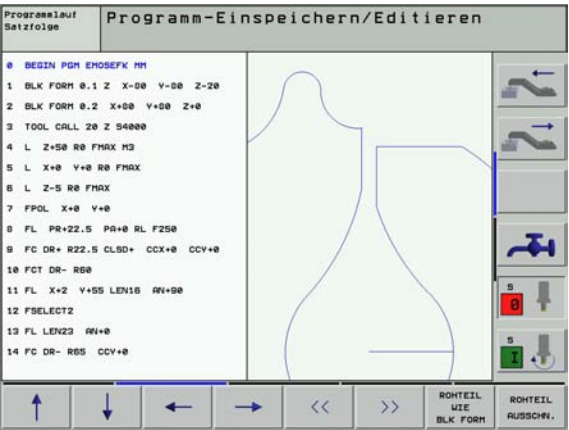 Programmlauf
Satzfolge
Programm-Einspeichern/Editieren
0 BEGIN PGM EMOSEFK MM
1 BLK FORM 0.1 Z X-80 Y-80 Z-20
2 BLK FORM 0.2 X+80 Y+80 Z+0
3 TOOL CALL 20 Z S4000
4 L Z+50 R0 FMAX M3
5 L X+0 Y+0 R0 FMAX
6 L Z-5 R0 FMAX
7 FPOL X+0 Y+0
8 FL PR+22.5 PA+0 RL F250
9 FC DR+ R22.5 CLSD+ CCX+0 CCY+0
10 FCT DR- R60
11 FL X+2 Y+55 LEN16 AN+90
12 FSELECT2
13 FL LEN23 AN+0
14 FC DR- R65 CCY+0
S
0
S
I
<<
>>
ROHTEIL
WIE
BLK FORM
ROHTEIL
AUSSCHN.